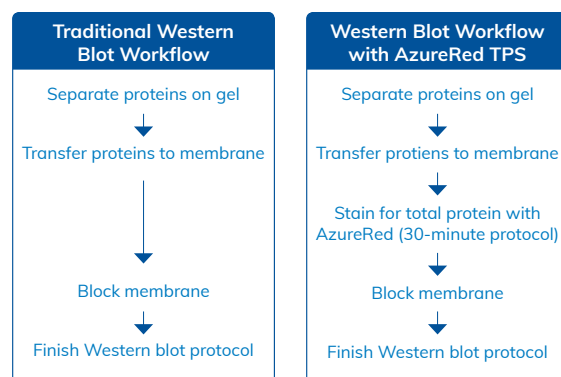 Traditional Western
Blot Workflow
Separate proteins on gel
Transfer proteins to membrane
Block membrane
Finish Western blot protocol
Western Blot Workflow
with AzureRed TPS
Separate proteins on gel
Transfer protiens to membrane
Stain for total protein with
AzureRed (30-minute protocol)
Block membrane
Finish Western blot protocol